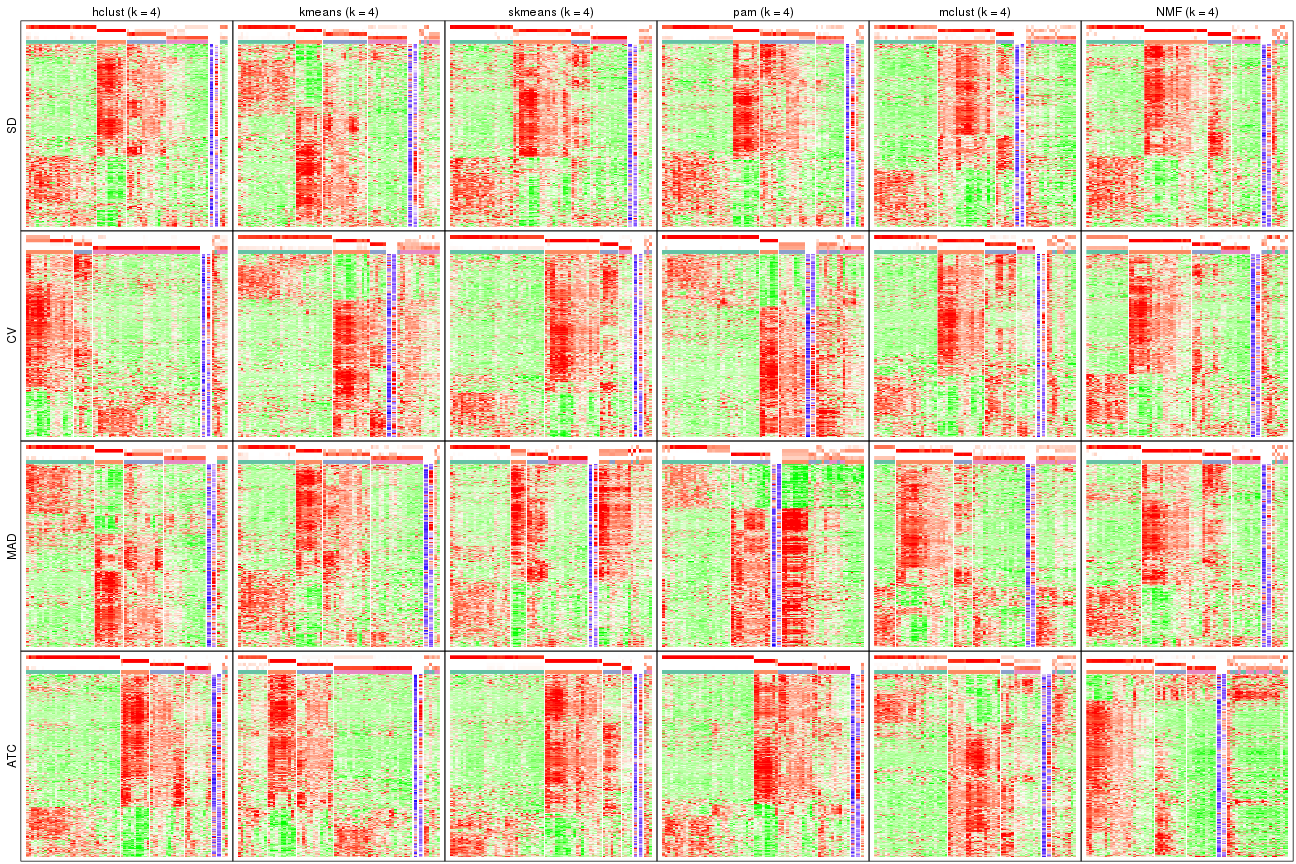 hclust (k = 4) kmeans (k = 4) skmeans (k = 4) pam (k = 4) mclust (k = 4) NMF (k = 4)
SD
CV
MAD
ATC